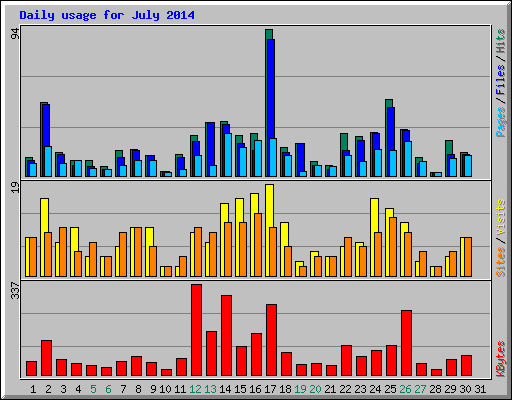 Daily usage for July 2014
94
Pages / Files / Hits
19
Sites / Visits
337
KBytes
1 2 3 4 5 6 7 8 9 10 11 12 13 14 15 16 17 18 19 20 21 22 23 24 25 26 27 28 29 30 31